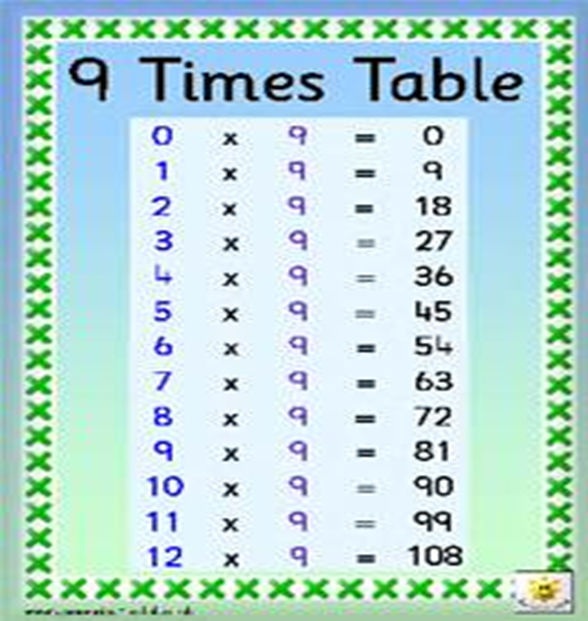 9 Times Table
0 x 9 = 0
1 x 9 = 9
2 x 9 = 18
3 x 9 = 27
4 x 9 = 36
5 x 9 = 45
6 x 9 = 54
7 x 9 = 63
8 x 9 = 72
9 x 9 = 81
10 x 9 = 90
11 x 9 = 99
12 x 9 = 108